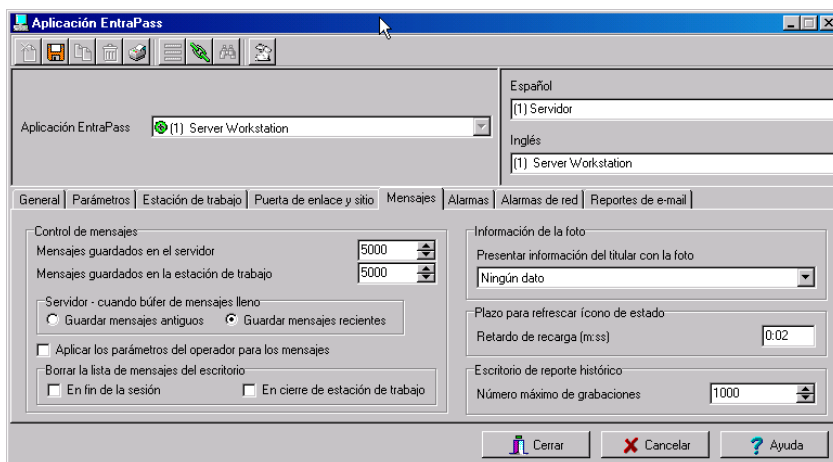 Aplicación EntraPass
Español
(1) Servidor
Aplicación EntraPass
(1) Server Workstation
Inglés
(1) Server Workstation
General
Parámetros
Estación de trabajo
Puerta de enlace y sitio
Mensajes
Alarmas
Alarmas de red
Reportes de e-mail
Control de mensajes
Mensajes guardados en el servidor
5000
Mensajes guardados en la estación de trabajo
5000
Servidor - cuando búfer de mensajes lleno
Guardar mensajes antiguos
Guardar mensajes recientes
Aplicar los parámetros del operador para los mensajes
Borrar la lista de mensajes del escritorio
En fin de la sesión
En cierre de estación de trabajo
Información de la foto
Presentar información del titular con la foto
Ningún dato
Plazo para refrescar ícono de estado
Retardo de recarga (m:ss)
0:02
Escritorio de reporte histórico
Número máximo de grabaciones
1000
Cerrar
Cancelar
Ayuda